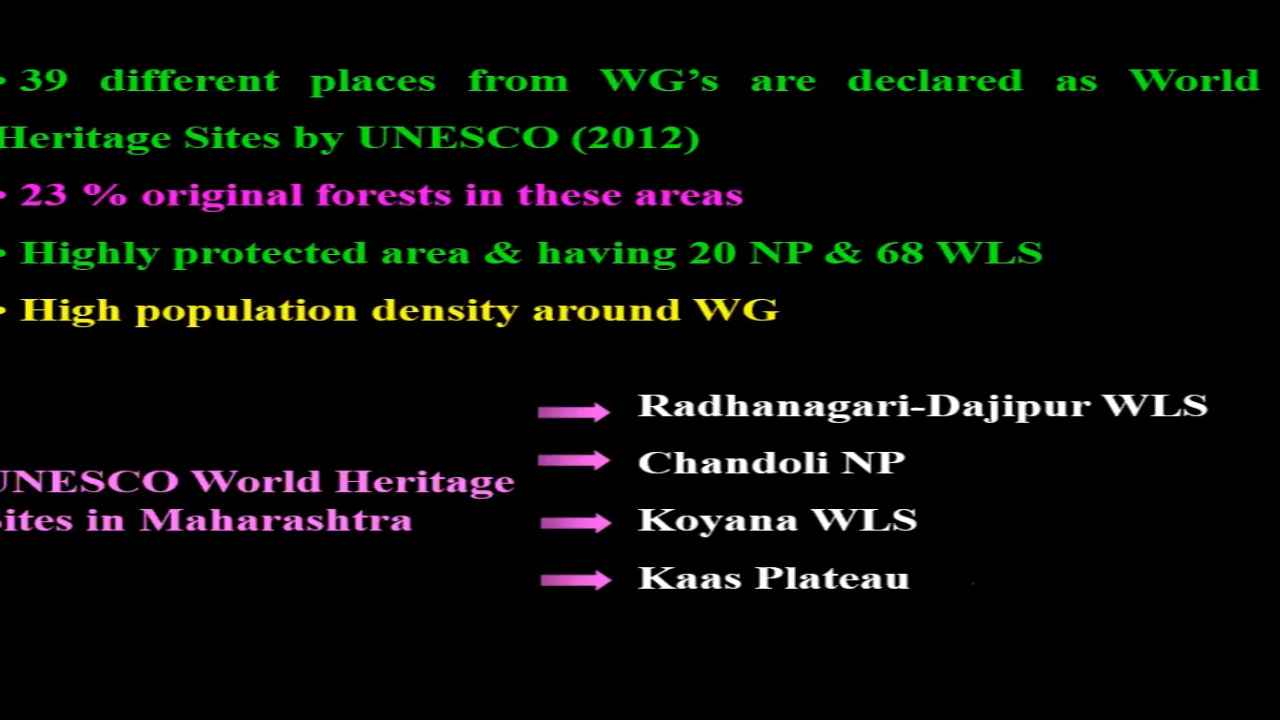 • 39 different places from WG’s are declared as World
Heritage Sites by UNESCO (2012)
• 23 % original forests in these areas
• Highly protected area & having 20 NP & 68 WLS
• High population density around WG
Radhanagari-Dajipur WLS
Chandoli NP
UNESCO World Heritage
Sites in Maharashtra
Koyana WLS
Kaas Plateau